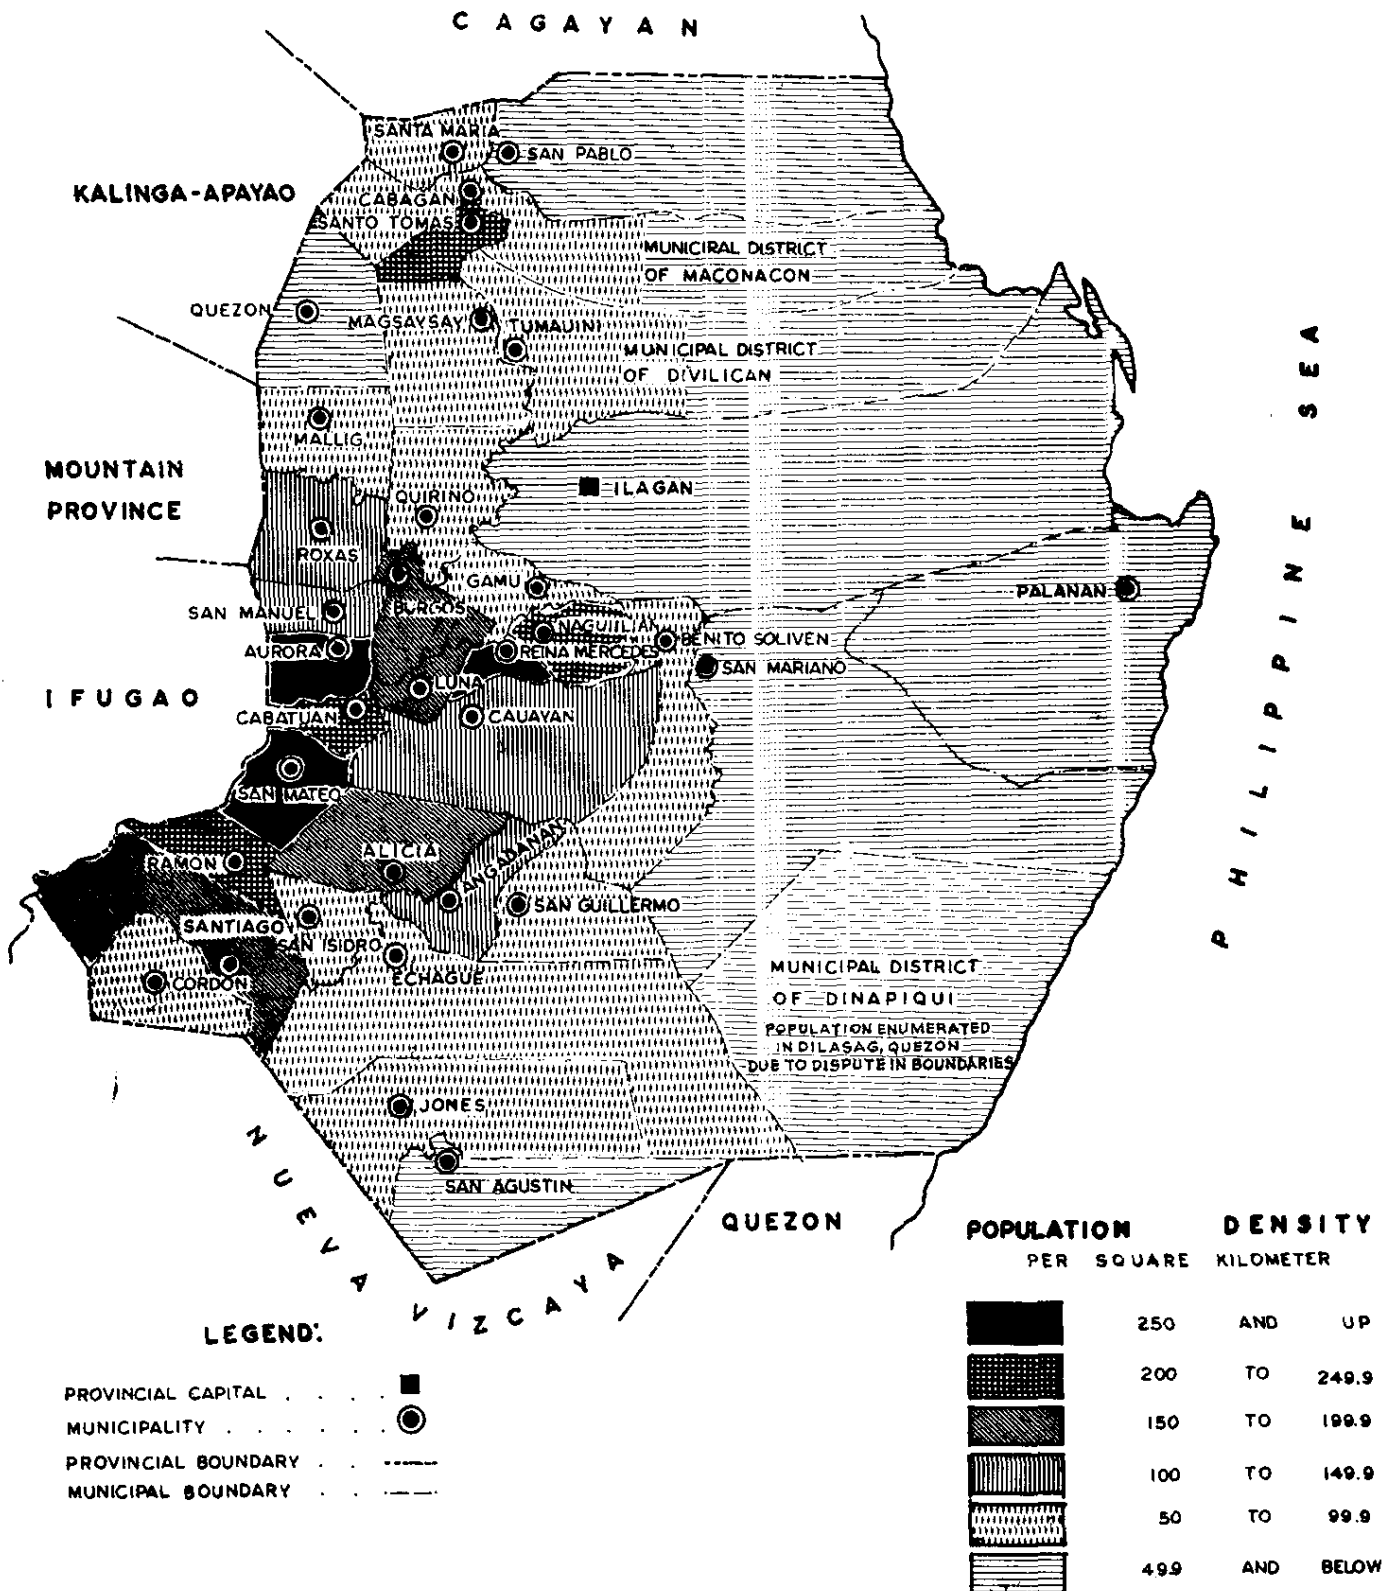 CAGAYAN
SANTA MARIA
SAN PABLO
KALINGA-APAYAO
CABAGAN
SANTO TOMAS
MUNICIRAL DISTRICT
OF MACONACON
QUEZON
MAGSAYSAY
TUMAUINI
MUNICIPAL DISTRICT
OF DIVILICAN
MALLIG
MOUNTAIN
PROVINCE
QUIRINO
ILAGAN
ROXAS
GAMU
PALANAN
SAN MANUEL
BURGOS
NAGUILIAN
BENITO SOLIVEN
AURORA
REINA MERCEDES
SAN MARIANO
IFUGAO
LUNA
CABATUAN
CAUAYAN
SAN MATEO
PHILIPPINE SEA
RAMON
ALICIA
ANGADANAN
SAN GUILLERMO
SANTIAGO
SAN ISIDRO
ECHAGUE
CORDON
MUNICIPAL DISTRICT
OF DINAPIQUI
POPULATION ENUMERATED
IN DILASAG, QUEZON
DUE TO DISPUTE IN BOUNDARIES
JONES
SAN AGUSTIN
NUEVA VIZCAYA
QUEZON
POPULATION DENSITY
PER SQUARE KILOMETER
250 AND UP
200 TO 249.9
150 TO 199.9
100 TO 149.9
50 TO 99.9
49.9 AND BELOW
LEGEND:
PROVINCIAL CAPITAL . . . .
MUNICIPALITY . . . . . .
PROVINCIAL BOUNDARY . .
MUNICIPAL BOUNDARY . .